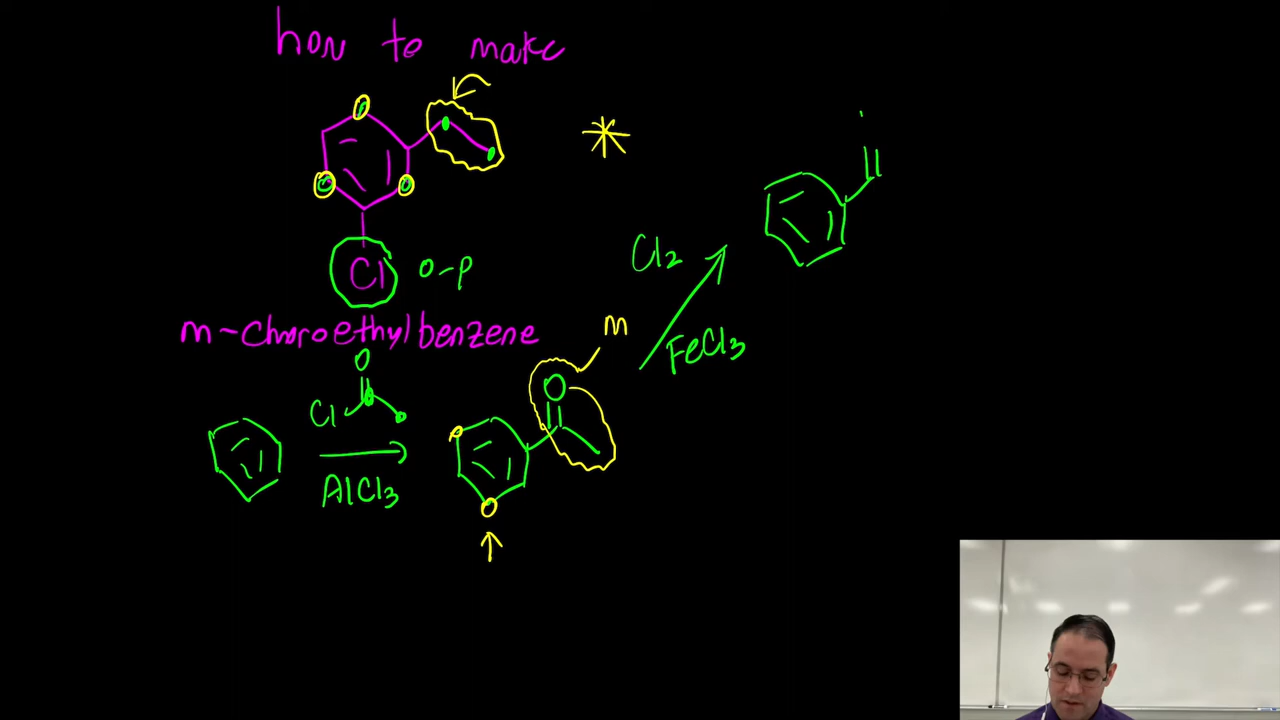 how to make
Cl o-p
m-chloroethylbenzene
O
Cl
AlCl3
O
m
Cl2
FeCl3